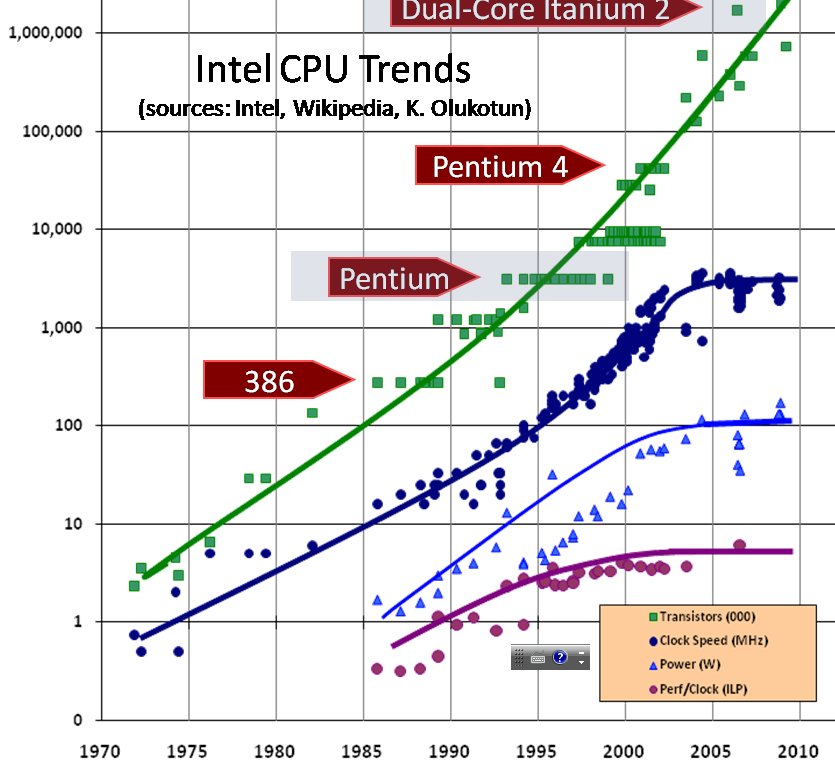 Dual-Core Itanium 2
1,000,000
Intel CPU Trends
(sources: Intel, Wikipedia, K. Olukotun)
100,000
Pentium 4
10,000
Pentium
1,000
386
100
10
1
Transistors (000)
Clock Speed (MHz)
Power (W)
Perf/Clock (ILP)
?
0
1970 1975 1980 1985 1990 1995 2000 2005 2010